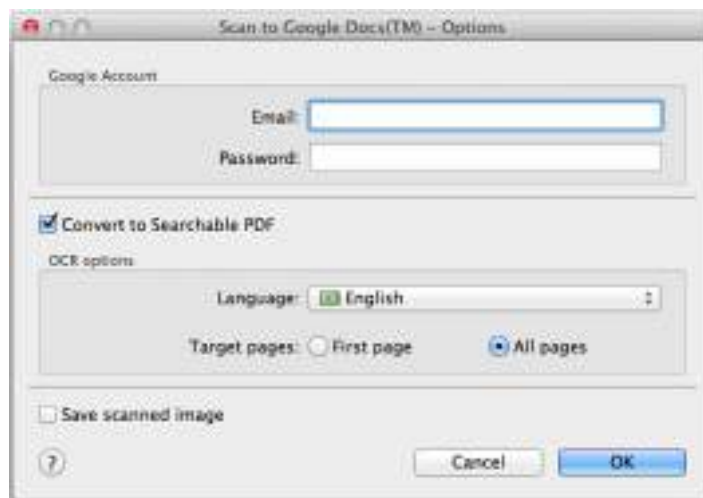 Scan to Google Docs(TM) – Options
Google Account
Email:
Password:
Convert to Searchable PDF
OCR options
Language: English
Target pages: First page All pages
Save scanned image
? Cancel OK